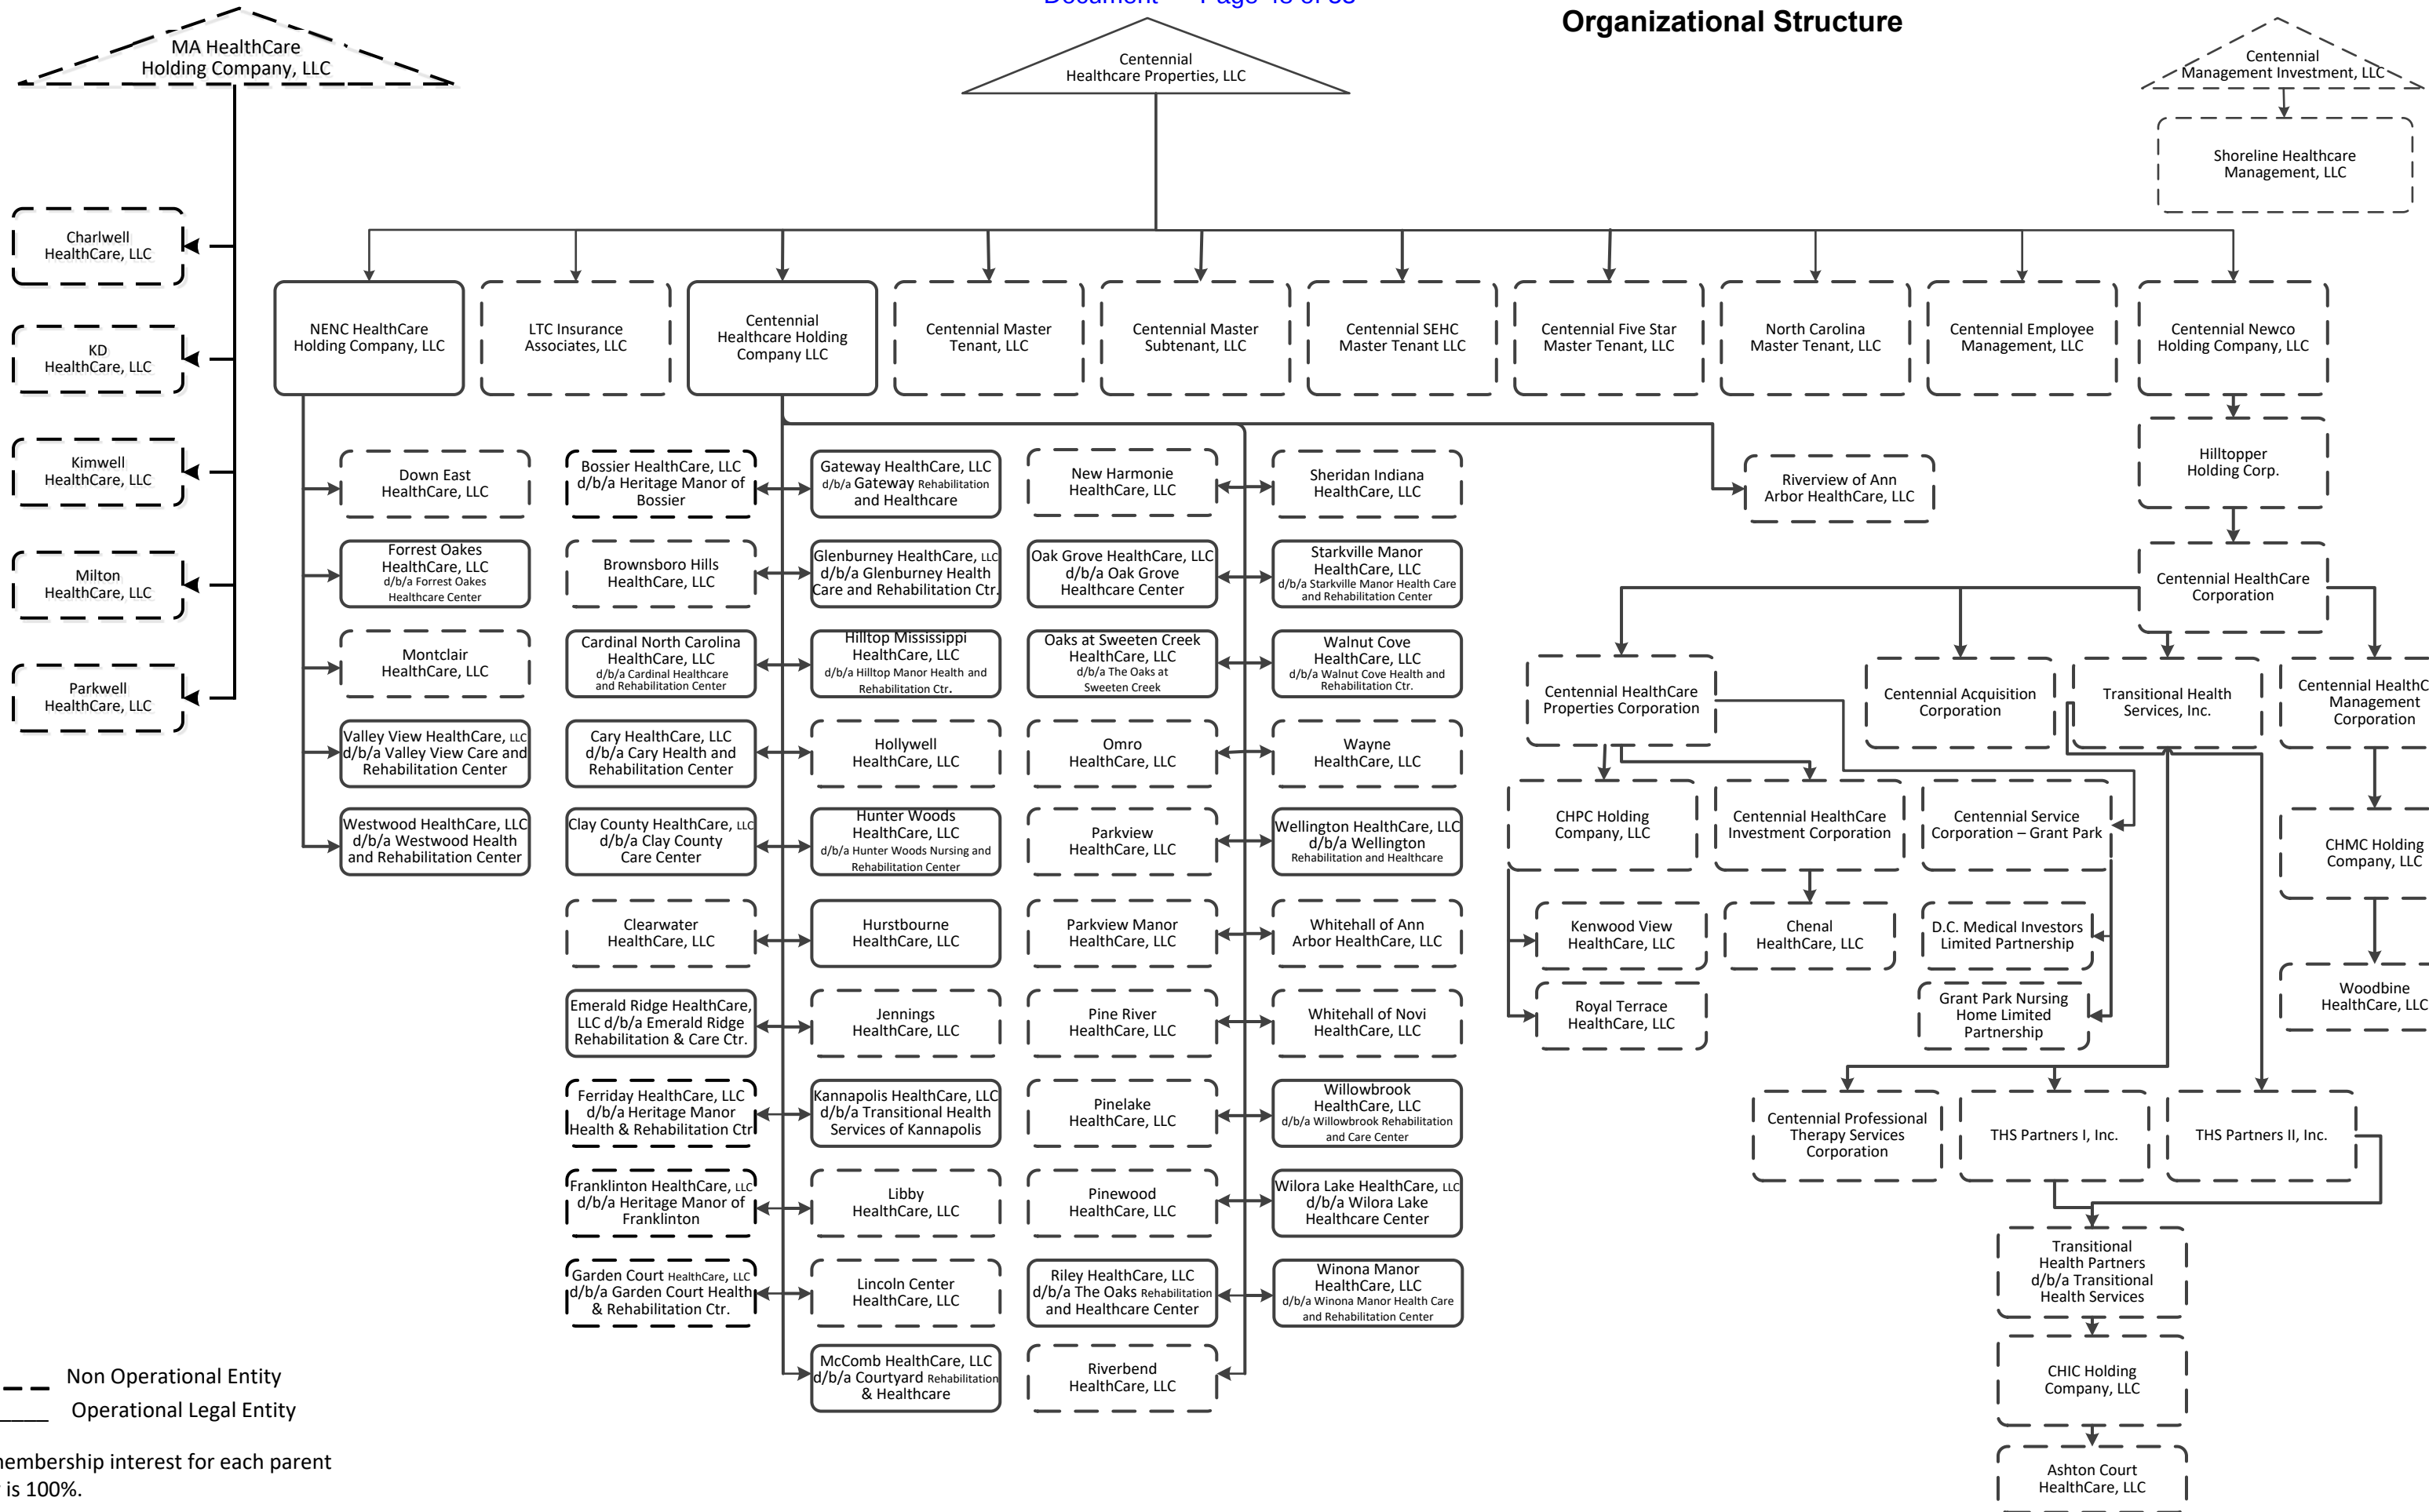 Organizational Structure
MA HealthCare
Holding Company, LLC
Centennial
Healthcare Properties, LLC
Centennial
Management Investment, LLC
Shoreline Healthcare
Management, LLC
Charlwell
HealthCare, LLC
KD
HealthCare, LLC
Kimwell
HealthCare, LLC
Milton
HealthCare, LLC
Parkwell
HealthCare, LLC
NENC HealthCare
Holding Company, LLC
LTC Insurance
Associates, LLC
Centennial
Healthcare Holding
Company LLC
Centennial Master
Tenant, LLC
Centennial Master
Subtenant, LLC
Centennial SEHC
Master Tenant LLC
Centennial Five Star
Master Tenant, LLC
North Carolina
Master Tenant, LLC
Centennial Employee
Management, LLC
Centennial Newco
Holding Company, LLC
Down East
HealthCare, LLC
Forrest Oakes
HealthCare, LLC
d/b/a Forrest Oakes
Healthcare Center
Montclair
HealthCare, LLC
Valley View HealthCare, LLC
d/b/a Valley View Care and
Rehabilitation Center
Westwood HealthCare, LLC
d/b/a Westwood Health
and Rehabilitation Center
Bossier HealthCare, LLC
d/b/a Heritage Manor of
Bossier
Brownsboro Hills
HealthCare, LLC
Cardinal North Carolina
HealthCare, LLC
d/b/a Cardinal Healthcare
and Rehabilitation Center
Cary HealthCare, LLC
d/b/a Cary Health and
Rehabilitation Center
Clay County HealthCare, LLC
d/b/a Clay County
Care Center
Clearwater
HealthCare, LLC
Emerald Ridge HealthCare,
LLC d/b/a Emerald Ridge
Rehabilitation & Care Ctr.
Ferriday HealthCare, LLC
d/b/a Heritage Manor
Health & Rehabilitation Ctr
Franklinton HealthCare, LLC
d/b/a Heritage Manor of
Franklinton
Garden Court HealthCare, LLC
d/b/a Garden Court Health
& Rehabilitation Ctr.
Gateway HealthCare, LLC
d/b/a Gateway Rehabilitation
and Healthcare
Glenburney HealthCare, LLC
d/b/a Glenburney Health
Care and Rehabilitation Ctr.
Hilltop Mississippi
HealthCare, LLC
d/b/a Hilltop Manor Health and
Rehabilitation Ctr.
Hollywell
HealthCare, LLC
Hunter Woods
HealthCare, LLC
d/b/a Hunter Woods Nursing and
Rehabilitation Center
Hurstbourne
HealthCare, LLC
Jennings
HealthCare, LLC
Kannapolis HealthCare, LLC
d/b/a Transitional Health
Services of Kannapolis
Libby
HealthCare, LLC
Lincoln Center
HealthCare, LLC
McComb HealthCare, LLC
d/b/a Courtyard Rehabilitation
& Healthcare
New Harmonie
HealthCare, LLC
Oak Grove HealthCare, LLC
d/b/a Oak Grove
Healthcare Center
Oaks at Sweeten Creek
HealthCare, LLC
d/b/a The Oaks at
Sweeten Creek
Omro
HealthCare, LLC
Parkview
HealthCare, LLC
Parkview Manor
HealthCare, LLC
Pine River
HealthCare, LLC
Pinelake
HealthCare, LLC
Pinewood
HealthCare, LLC
Riley HealthCare, LLC
d/b/a The Oaks Rehabilitation
and Healthcare Center
Riverbend
HealthCare, LLC
Sheridan Indiana
HealthCare, LLC
Starkville Manor
HealthCare, LLC
d/b/a Starkville Manor Health Care
and Rehabilitation Center
Walnut Cove
HealthCare, LLC
d/b/a Walnut Cove Health and
Rehabilitation Ctr.
Wayne
HealthCare, LLC
Wellington HealthCare, LLC
d/b/a Wellington
Rehabilitation and Healthcare
Whitehall of Ann
Arbor HealthCare, LLC
Whitehall of Novi
HealthCare, LLC
Willowbrook
HealthCare, LLC
d/b/a Willowbrook Rehabilitation
and Care Center
Wilora Lake HealthCare, LLC
d/b/a Wilora Lake
Healthcare Center
Winona Manor
HealthCare, LLC
d/b/a Winona Manor Health Care
and Rehabilitation Center
Riverview of Ann
Arbor HealthCare, LLC
Hilltopper
Holding Corp.
Centennial HealthCare
Corporation
Centennial HealthCare
Properties Corporation
Centennial Acquisition
Corporation
Transitional Health
Services, Inc.
Centennial HealthC
Management
Corporation
CHPC Holding
Company, LLC
Centennial HealthCare
Investment Corporation
Centennial Service
Corporation – Grant Park
CHMC Holding
Company, LLC
Kenwood View
HealthCare, LLC
Chenal
HealthCare, LLC
D.C. Medical Investors
Limited Partnership
Royal Terrace
HealthCare, LLC
Grant Park Nursing
Home Limited
Partnership
Woodbine
HealthCare, LLC
Centennial Professional
Therapy Services
Corporation
THS Partners I, Inc.
THS Partners II, Inc.
Transitional
Health Partners
d/b/a Transitional
Health Services
CHIC Holding
Company, LLC
Ashton Court
HealthCare, LLC
Non Operational Entity
Operational Legal Entity
membership interest for each parent
is 100%.